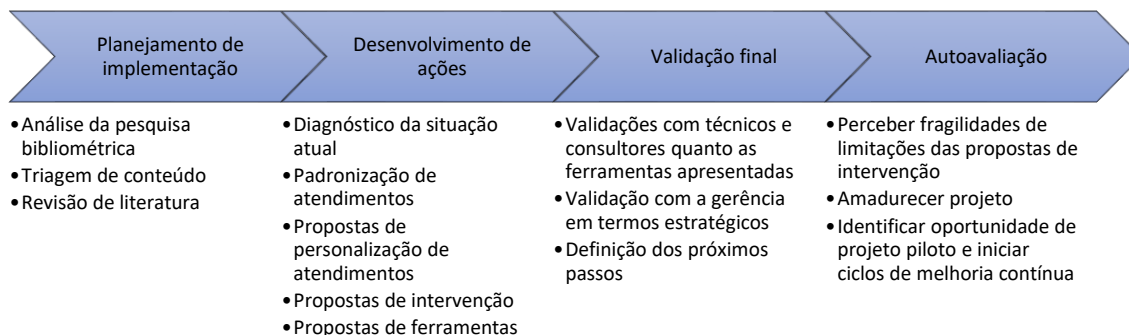 Planejamento de
implementação
Desenvolvimento de
ações
Validação final
Autoavaliação
•Análise da pesquisa
bibliométrica
•Triagem de conteúdo
•Revisão de literatura
•Diagnóstico da situação
atual
•Padronização de
atendimentos
•Propostas de
personalização de
atendimentos
•Propostas de intervenção
•Propostas de ferramentas
•Validações com técnicos e
consultores quanto as
ferramentas apresentadas
•Validação com a gerência
em termos estratégicos
•Definição dos próximos
passos
•Perceber fragilidades de
limitações das propostas de
intervenção
•Amadurecer projeto
•Identificar oportunidade de
projeto piloto e iniciar
ciclos de melhoria contínua